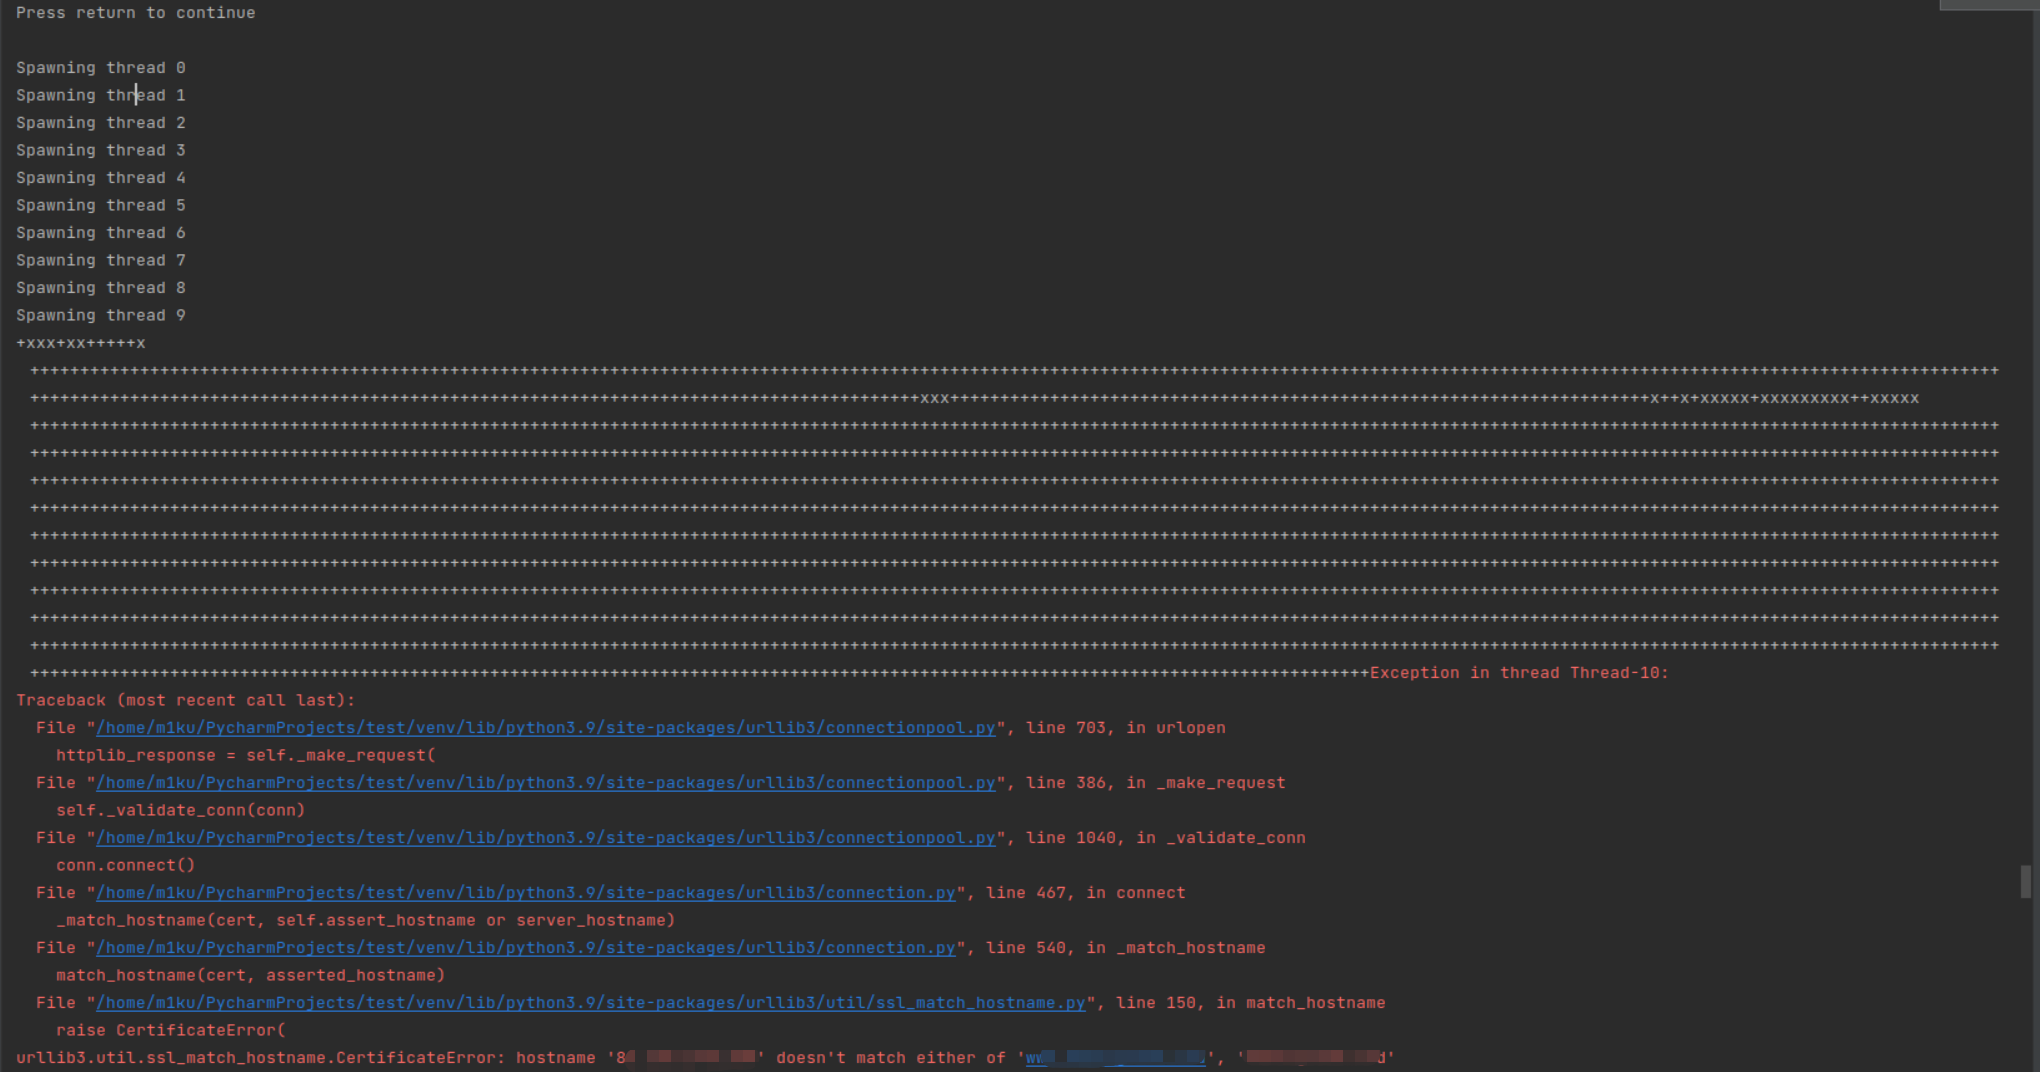 Press return to continue
Spawning thread 0
Spawning thread 1
Spawning thread 2
Spawning thread 3
Spawning thread 4
Spawning thread 5
Spawning thread 6
Spawning thread 7
Spawning thread 8
Spawning thread 9
+xxx+xx+++++x
+++++++++++++++++++++++++++++++++++++++++++++++++++++++++++++++++++++++++++++++++++++++++++++++++++++++++++++++++++++++++++++++++++++++++++++++++++++++++++++++++++++++++++++++++++++++++++++++++++++
+++++++++++++++++++++++++++++++++++++++++++++++++++++++++++++++++++++++++++++++++++++++++xxx++++++++++++++++++++++++++++++++++++++++++++++++++++++++++++++++++++++x++x+xxxxx+xxxxxxxxx++xxxxx
+++++++++++++++++++++++++++++++++++++++++++++++++++++++++++++++++++++++++++++++++++++++++++++++++++++++++++++++++++++++++++++++++++++++++++++++++++++++++++++++++++++++++++++++++++++++++++++++++++++
+++++++++++++++++++++++++++++++++++++++++++++++++++++++++++++++++++++++++++++++++++++++++++++++++++++++++++++++++++++++++++++++++++++++++++++++++++++++++++++++++++++++++++++++++++++++++++++++++++++
+++++++++++++++++++++++++++++++++++++++++++++++++++++++++++++++++++++++++++++++++++++++++++++++++++++++++++++++++++++++++++++++++++++++++++++++++++++++++++++++++++++++++++++++++++++++++++++++++++++
+++++++++++++++++++++++++++++++++++++++++++++++++++++++++++++++++++++++++++++++++++++++++++++++++++++++++++++++++++++++++++++++++++++++++++++++++++++++++++++++++++++++++++++++++++++++++++++++++++++
+++++++++++++++++++++++++++++++++++++++++++++++++++++++++++++++++++++++++++++++++++++++++++++++++++++++++++++++++++++++++++++++++++++++++++++++++++++++++++++++++++++++++++++++++++++++++++++++++++++
+++++++++++++++++++++++++++++++++++++++++++++++++++++++++++++++++++++++++++++++++++++++++++++++++++++++++++++++++++++++++++++++++++++++++++++++++++++++++++++++++++++++++++++++++++++++++++++++++++++
+++++++++++++++++++++++++++++++++++++++++++++++++++++++++++++++++++++++++++++++++++++++++++++++++++++++++++++++++++++++++++++++++++++++++++++++++++++++++++++++++++++++++++++++++++++++++++++++++++++
+++++++++++++++++++++++++++++++++++++++++++++++++++++++++++++++++++++++++++++++++++++++++++++++++++++++++++++++++++++++++++++++++++++++++++++++++++++++++++++++++++++++++++++++++++++++++++++++++++++
+++++++++++++++++++++++++++++++++++++++++++++++++++++++++++++++++++++++++++++++++++++++++++++++++++++++++++++++++++++++++++++++++++++++++++++++++++++++++++++++++++++++++++++++++++++++++++++++++++++
++++++++++++++++++++++++++++++++++++++++++++++++++++++++++++++++++++++++++++++++++++++++++++++++++++++++++++++++++++++++++++++++++++++Exception in thread Thread-10:
Traceback (most recent call last):
File "/home/m1ku/PycharmProjects/test/venv/lib/python3.9/site-packages/urllib3/connectionpool.py", line 703, in urlopen
httplib_response = self._make_request(
File "/home/m1ku/PycharmProjects/test/venv/lib/python3.9/site-packages/urllib3/connectionpool.py", line 386, in _make_request
self._validate_conn(conn)
File "/home/m1ku/PycharmProjects/test/venv/lib/python3.9/site-packages/urllib3/connectionpool.py", line 1040, in _validate_conn
conn.connect()
File "/home/m1ku/PycharmProjects/test/venv/lib/python3.9/site-packages/urllib3/connection.py", line 467, in connect
_match_hostname(cert, self.assert_hostname or server_hostname)
File "/home/m1ku/PycharmProjects/test/venv/lib/python3.9/site-packages/urllib3/connection.py", line 540, in _match_hostname
match_hostname(cert, asserted_hostname)
File "/home/m1ku/PycharmProjects/test/venv/lib/python3.9/site-packages/urllib3/util/ssl_match_hostname.py", line 150, in match_hostname
raise CertificateError(
urllib3.util.ssl_match_hostname.CertificateError: hostname '8 ' doesn't match either of 'w ', ' d'